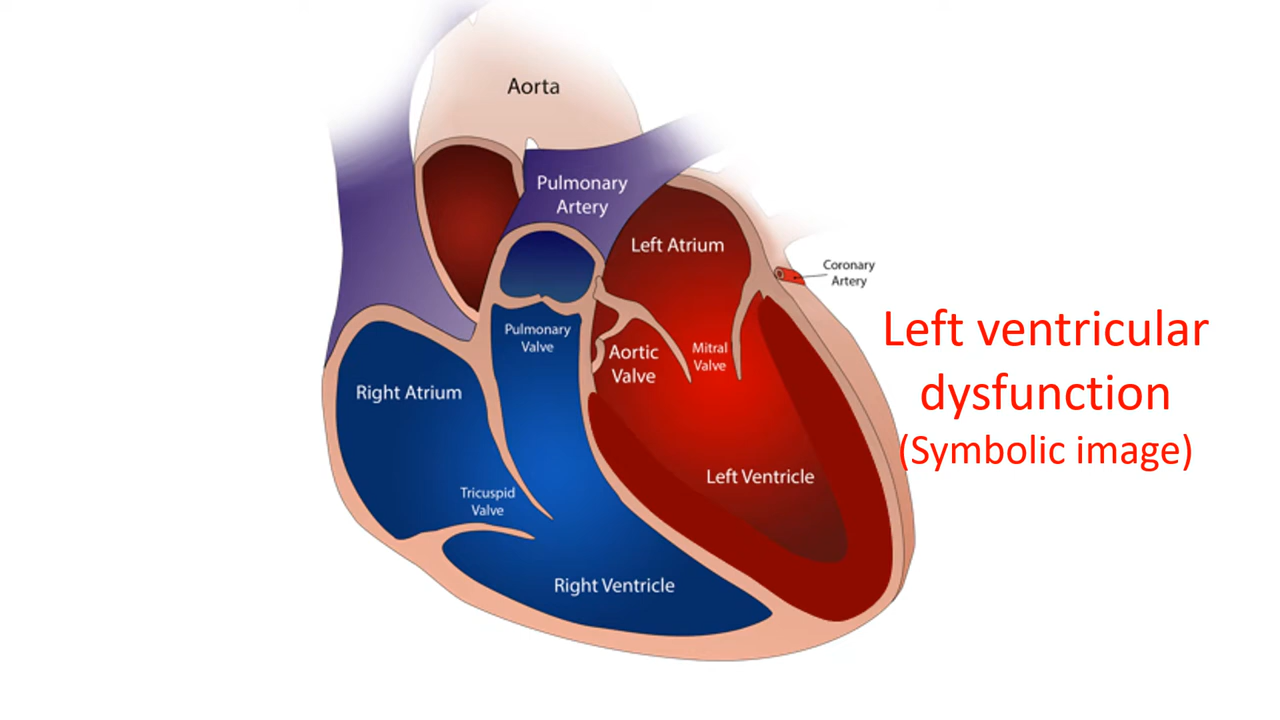 Aorta
Pulmonary
Artery
Left Atrium
Coronary
Artery
Pulmonary
Valve
Aortic
Valve
Mitral
Valve
Left ventricular
dysfunction
(Symbolic image)
Right Atrium
Left Ventricle
Tricuspid
Valve
Right Ventricle